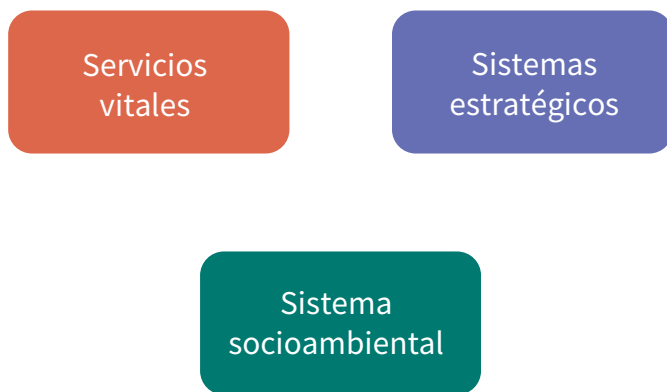 Servicios
vitales
Sistemas
estratégicos
Sistema
socioambiental